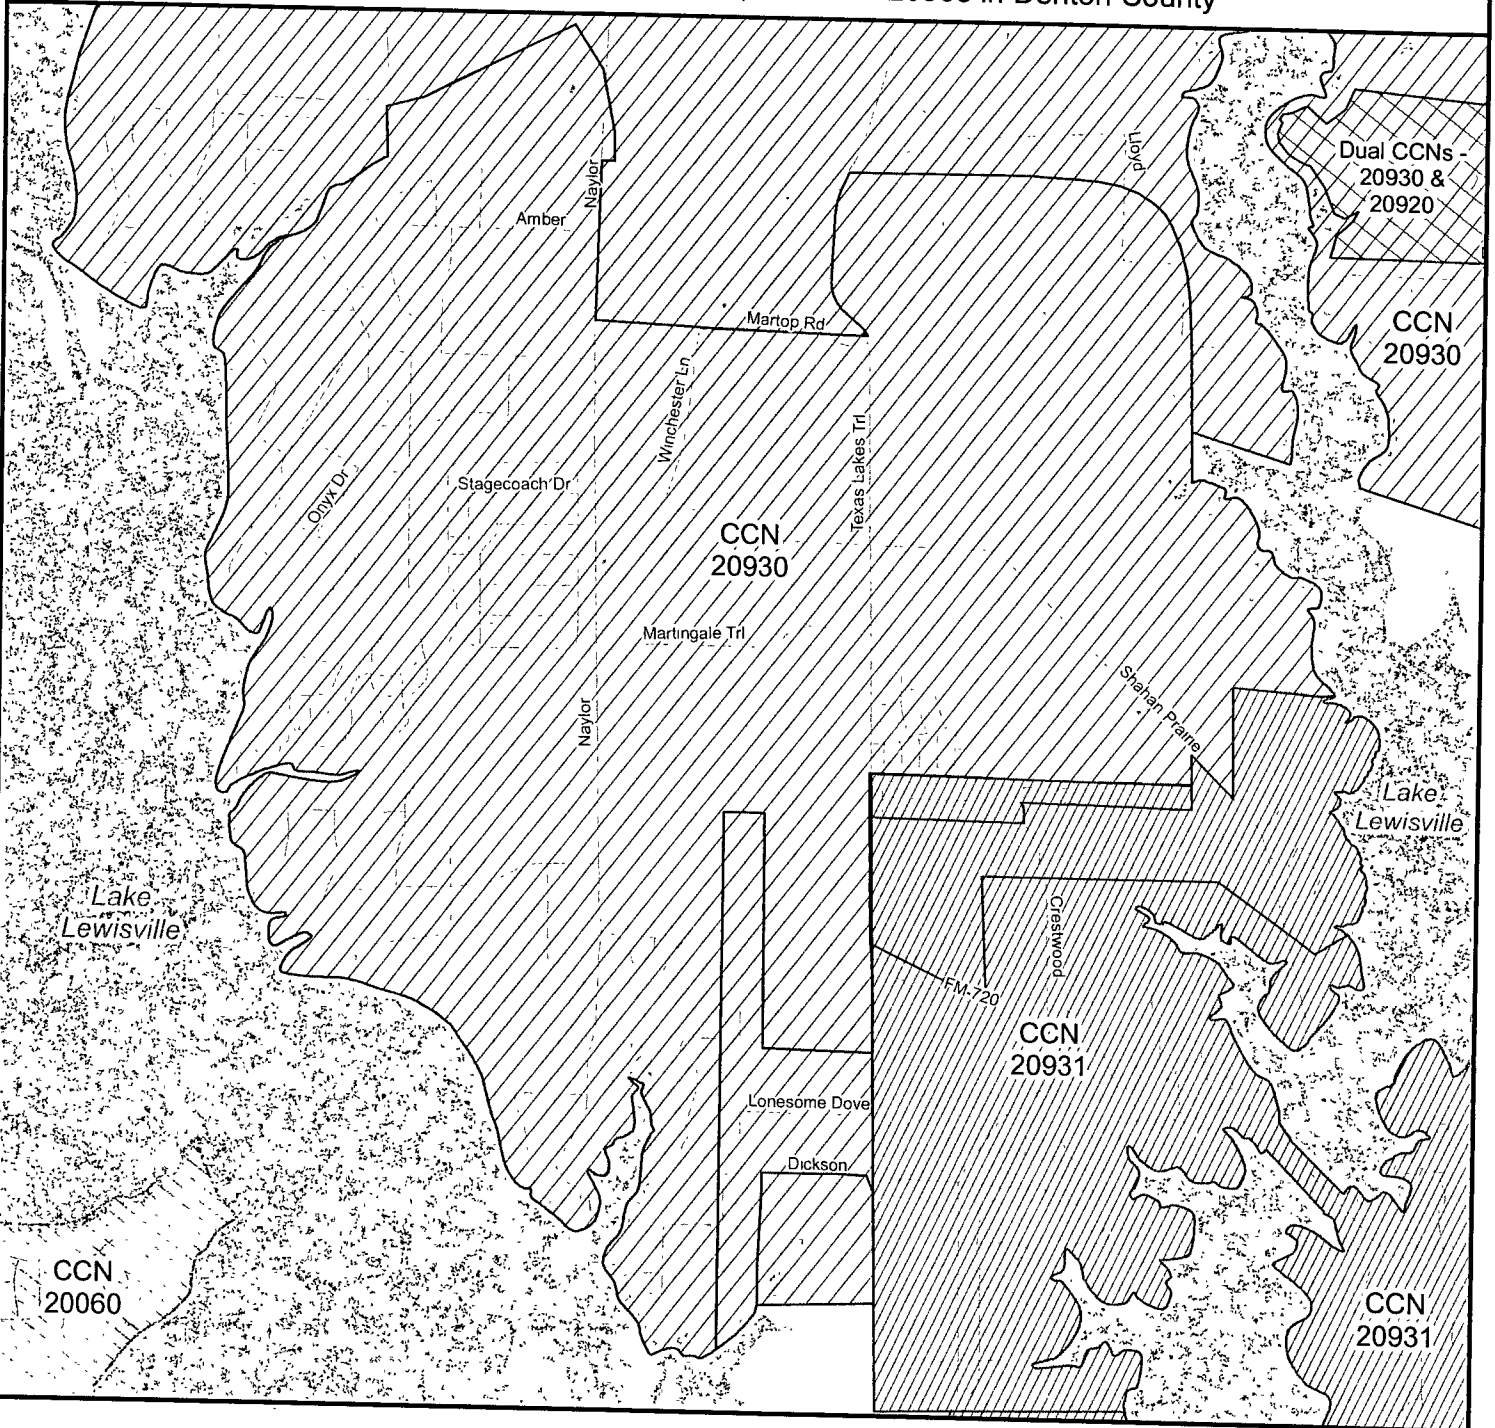 in Denton County
Lloyd
Dual CCNs -
20930 &
20920
Naylor
Amber
Martop Rd
CCN
20930
Winchester Ln
Texas Lakes Trl
Onyx Dr
Stagecoach Dr
CCN
20930
Martingale Trl
Shahan Prairie
Naylor
Lake
Lewisville
Lake
Lewisville
Crestwood
FM-720
CCN
20931
Lonesome Dove
Dickson
CCN
20060
CCN
20931